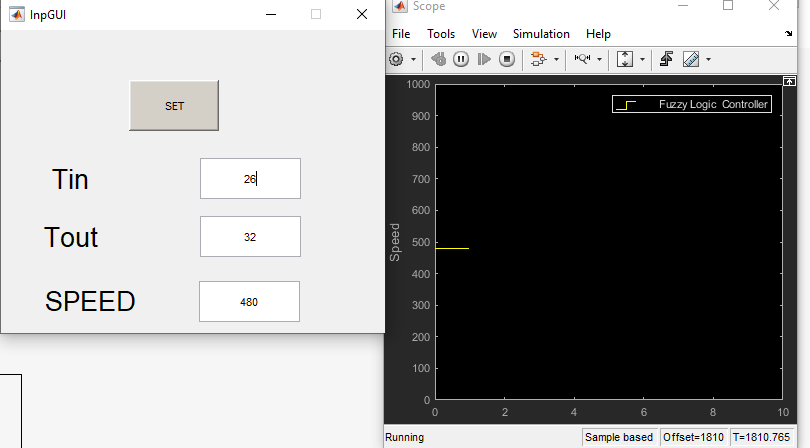 InpGUI
SET
Tin
26
Tout
32
SPEED
480
Scope
File Tools View Simulation Help
Fuzzy Logic Controller
1000
900
800
700
600
500
400
300
200
100
0
Speed
0 2 4 6 8 10
Running
Sample based Offset=1810 T=1810.765